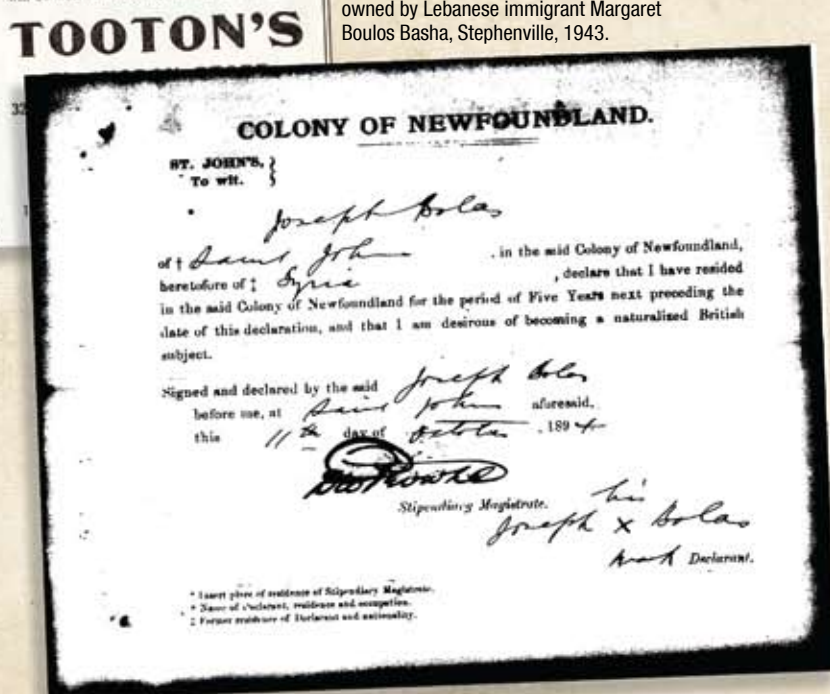 owned by Lebanese immigrant Margaret
Boulos Basha, Stephenville, 1943.
TOOTON'S
COLONY OF NEWFOUNDLAND.
ST. JOHN'S, }
To wit. }
Joseph Bolas
of † Saint John , in the said Colony of Newfoundland,
heretofore of ‡ Syria , declare that I have resided
in the said Colony of Newfoundland for the period of Five Years next preceding the
date of this declaration, and that I am desirous of becoming a naturalized British
subject.
Signed and declared by the said Joseph Bolas
before me, at Saint John aforesaid,
this 11th day of October , 1894
Stipendiary Magistrate.
his
Joseph X Bolas
mark Declarant.
* Insert place of residence of Stipendiary Magistrate.
† Name of Declarant, residence and occupation.
‡ Former residence of Declarant and nationality.